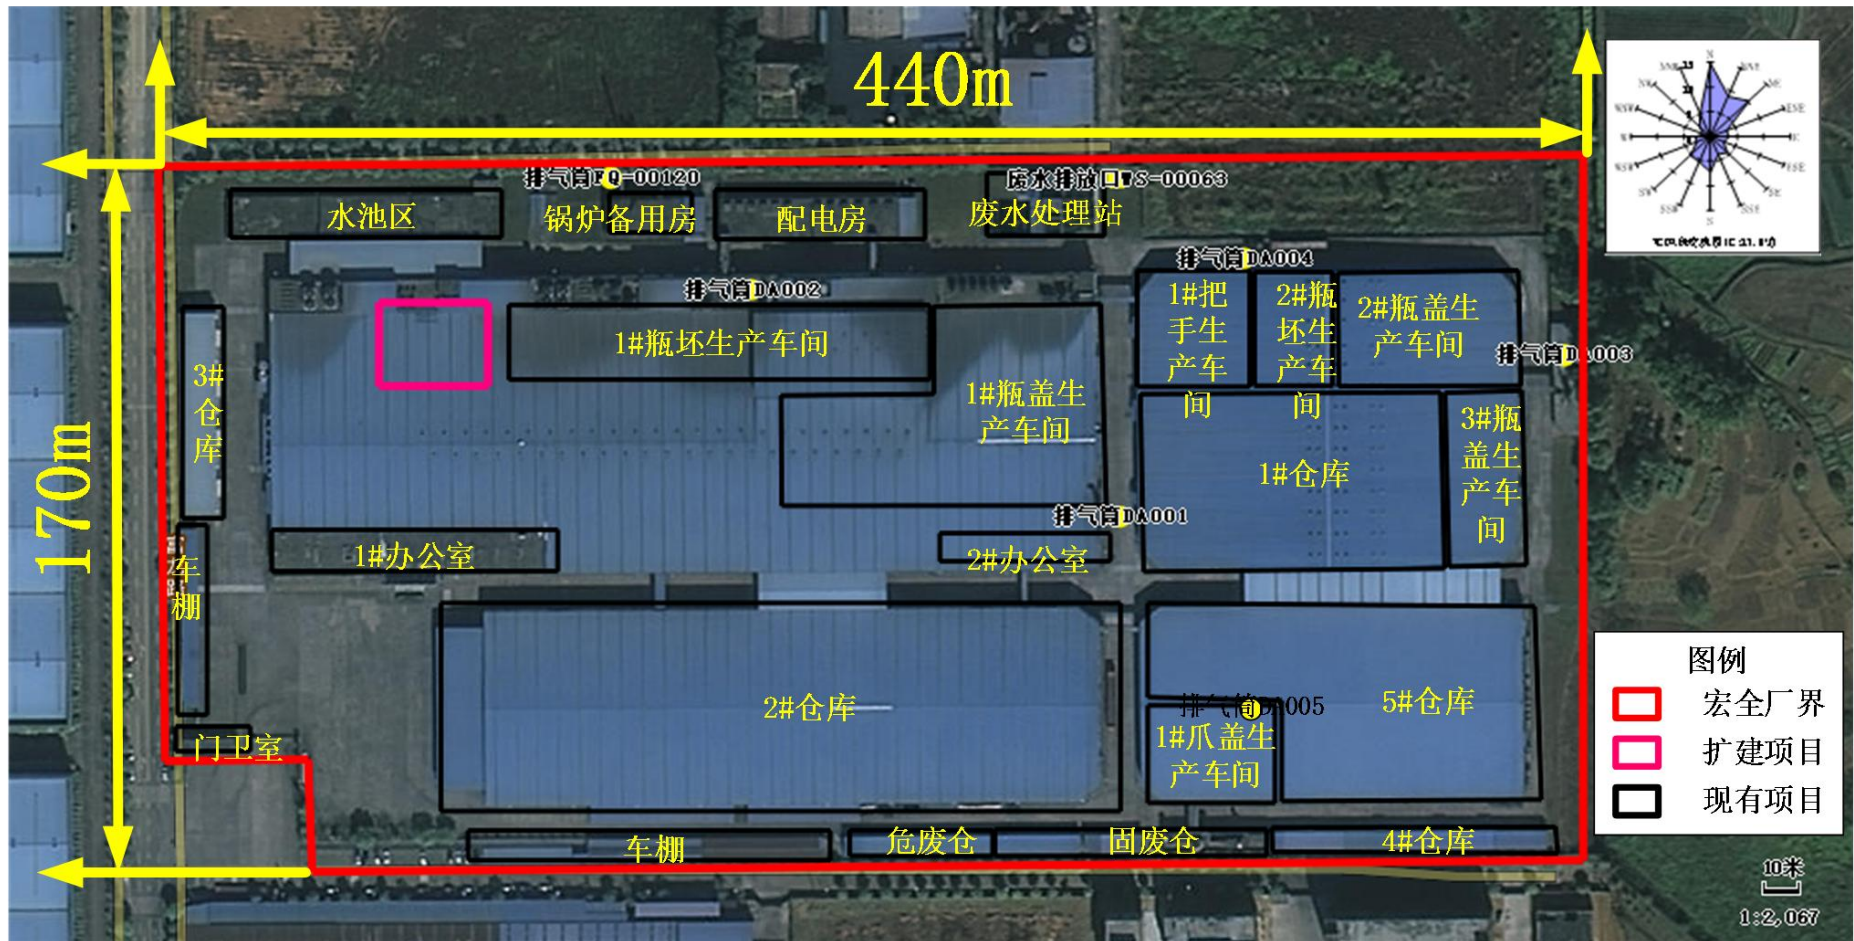 440m
170m
排气筒FQ-00120
废水排放口WS-00063
水池区
锅炉备用房
配电房
废水处理站
排气筒DA004
排气筒DA002
1#瓶坯生产车间
1#把
手生
产车
间
2#瓶
坯生
产车
间
2#瓶盖生
产车间
排气筒DA003
3#
仓
库
1#瓶盖生
产车间
1#仓库
3#瓶
盖生
产车
间
排气筒DA001
1#办公室
2#办公室
车
棚
2#仓库
排气筒DA005
5#仓库
1#爪盖生
产车间
门卫室
车棚
危废仓
固废仓
4#仓库
N
NE
ENE
E
ESE
SE
SSE
S
SSW
SW
W
NW
图例
宏全厂界
扩建项目
现有项目
10米
1:2,067